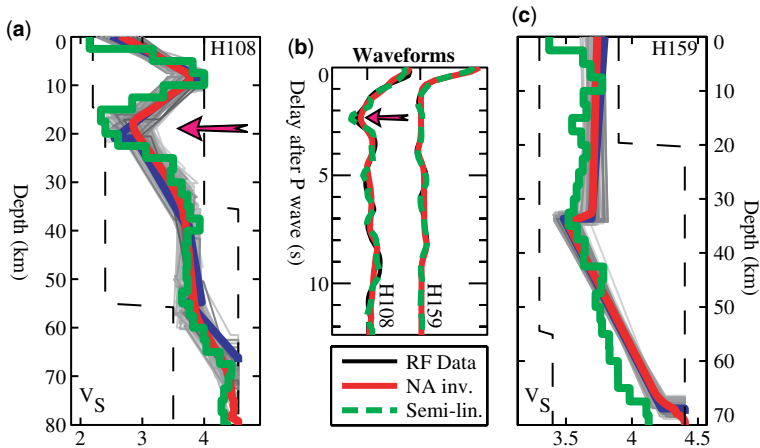 (a)
H108
0
10
20
30
40
50
60
70
80
Depth (km)
V
S
2
3
4
(b)
Waveforms
0
5
10
Delay after P wave (s)
H108
H159
RF Data
NA inv.
Semi-lin.
(c)
H159
0
10
20
30
40
50
60
70
Depth (km)
V
S
3.5
4
4.5